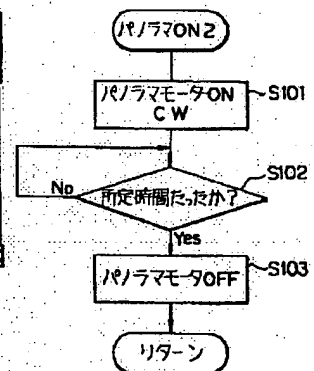 パノラマON2
パノラマモータON
CW
S101
S102
No
所定時間たったか?
Yes
パノラマモータOFF
S103
リターン